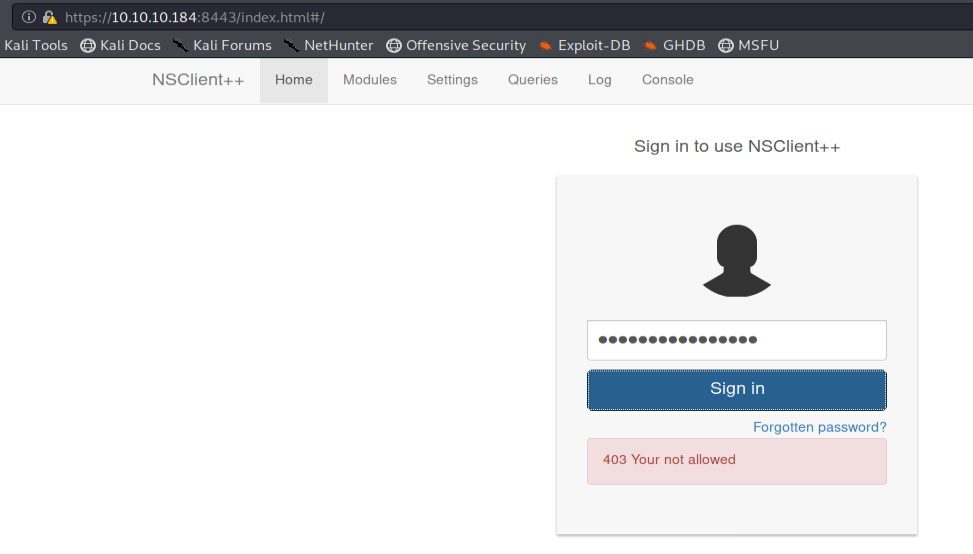 https://10.10.10.184:8443/index.html#/
Kali Tools Kali Docs Kali Forums NetHunter Offensive Security Exploit-DB GHDB MSFU
NSClient++ Home Modules Settings Queries Log Console
Sign in to use NSClient++
●●●●●●●●●●●●●●●●
Sign in
Forgotten password?
403 Your not allowed